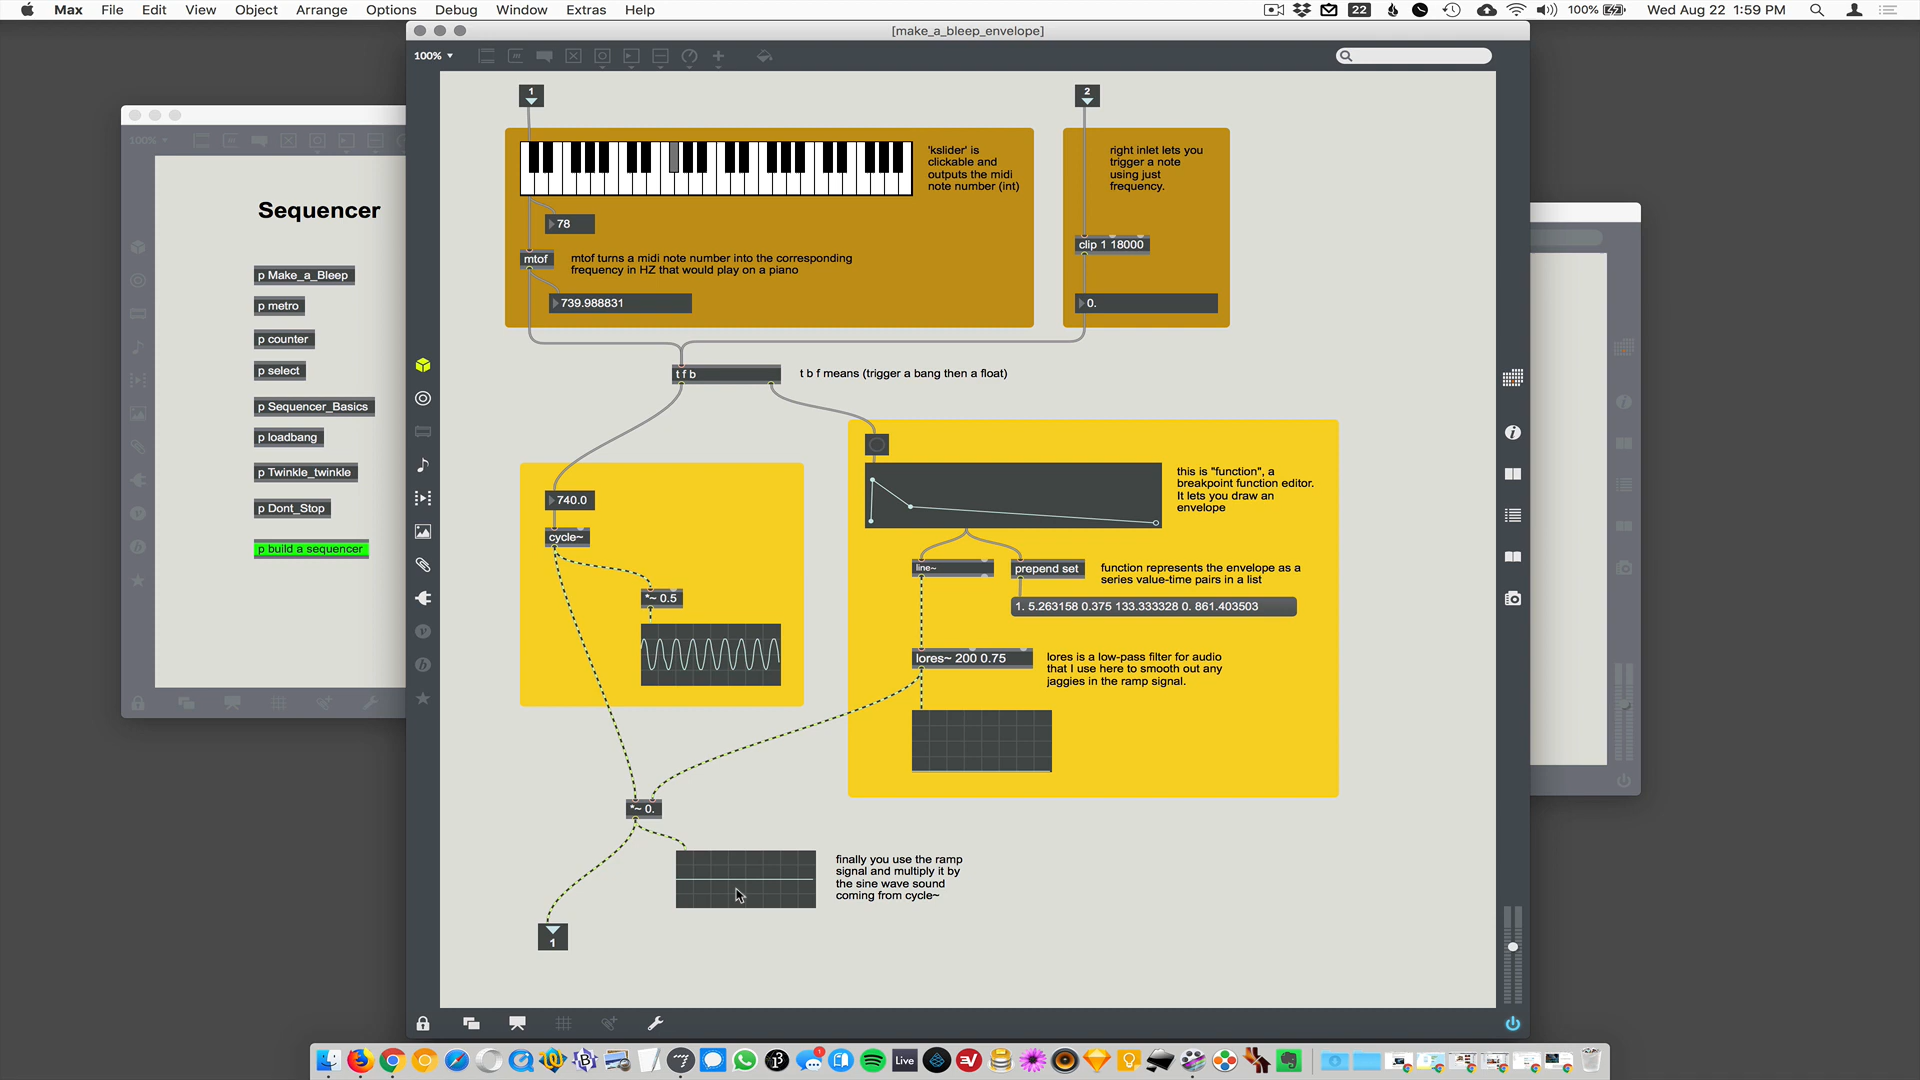 Max File Edit View Object Arrange Options Debug Window Extras Help
22
100%
Wed Aug 22 1:59 PM
[make_a_bleep_envelope]
100%
100%
1
2
'kslider' is
clickable and
outputs the midi
note number (int)
right inlet lets you
trigger a note
using just
frequency.
78
clip 1 18000
mtof
mtof turns a midi note number into the corresponding
frequency in HZ that would play on a piano
739.988831
0.
t f b
t b f means (trigger a bang then a float)
Sequencer
p Make_a_Bleep
p metro
p counter
p select
p Sequencer_Basics
p loadbang
p Twinkle_twinkle
p Dont_Stop
p build a sequencer
740.0
cycle~
*~ 0.5
this is "function", a
breakpoint function editor.
It lets you draw an
envelope
line~
prepend set
function represents the envelope as a
series value-time pairs in a list
1. 5.263158 0.375 133.333328 0. 861.403503
lores~ 200 0.75
lores is a low-pass filter for audio
that I use here to smooth out any
jaggies in the ramp signal.
*~ 0.
finally you use the ramp
signal and multiply it by
the sine wave sound
coming from cycle~
1
Live